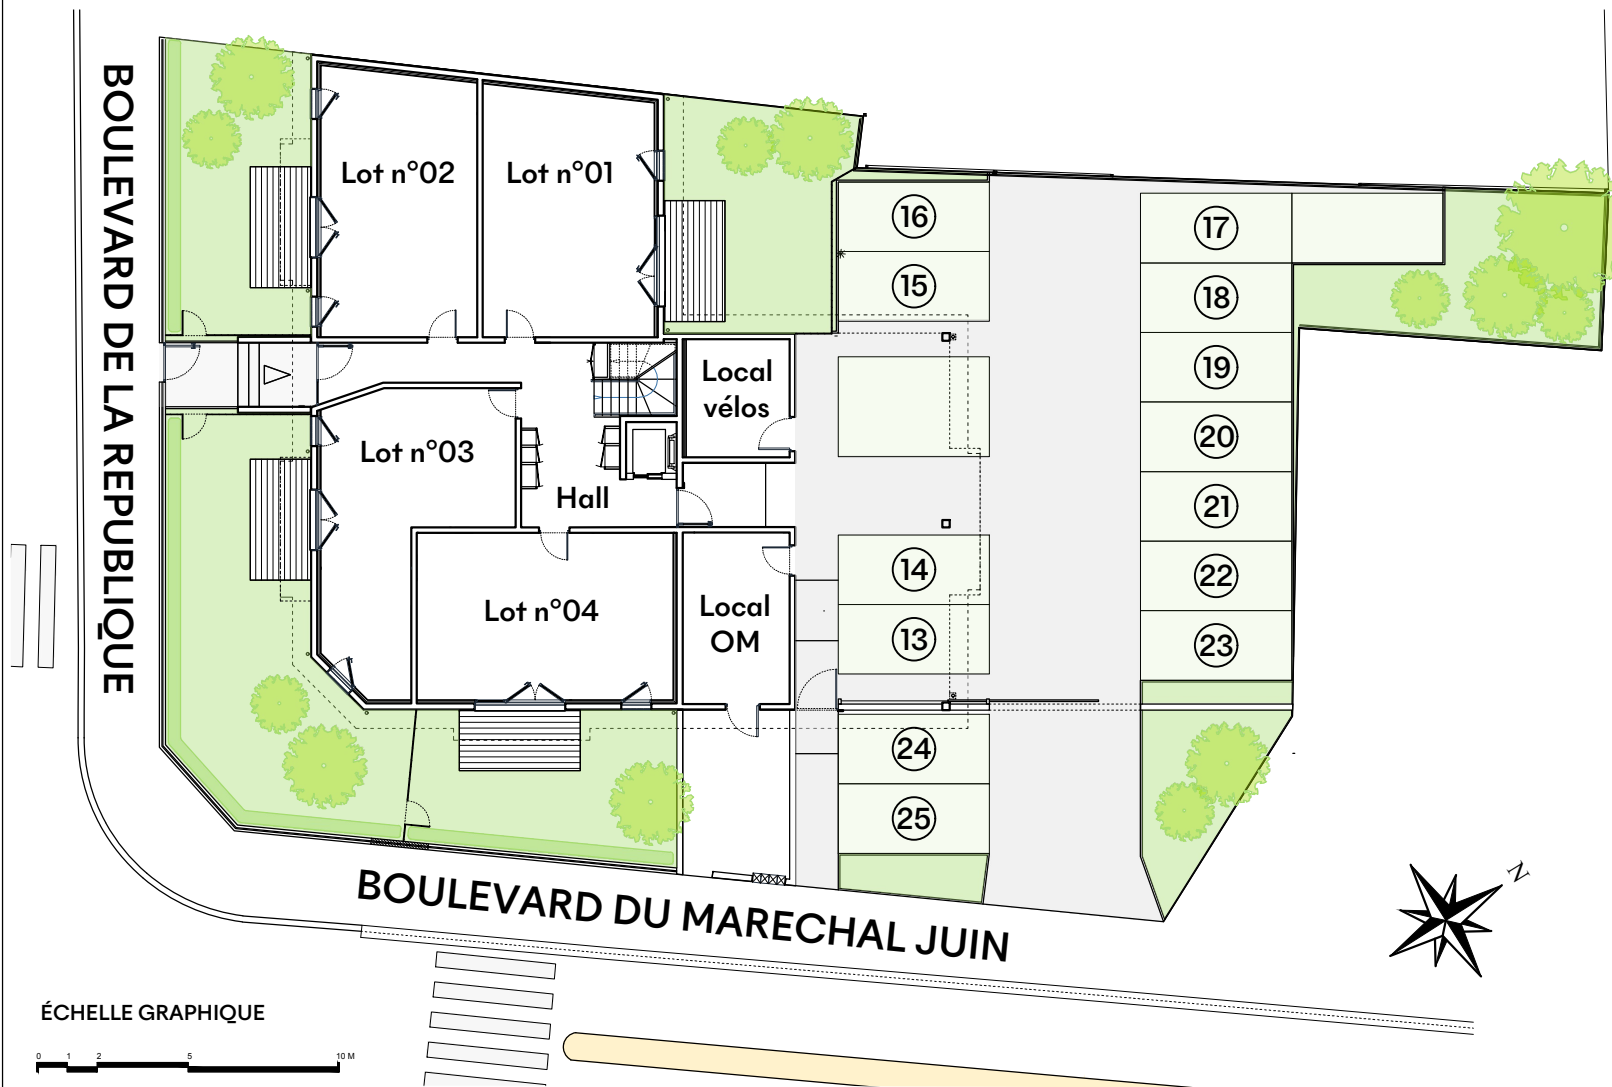 BOULEVARD DE LA REPUBLIQUE
Lot n°02
Lot n°01
16
15
17
18
19
20
21
22
23
Local
vélos
Lot n°03
Hall
14
13
Lot n°04
Local
OM
24
25
BOULEVARD DU MARECHAL JUIN
N
ÉCHELLE GRAPHIQUE
0 1 2 5 10 M